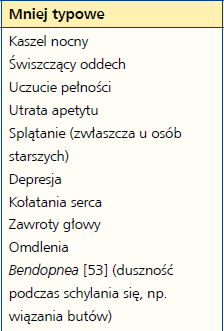 Mniej typowe
Kaszel nocny
Świszczący oddech
Uczucie pełności
Utrata apetytu
Splątanie (zwłaszcza u osób
starszych)
Depresja
Kołatania serca
Zawroty głowy
Omdlenia
Bendopnea [53] (duszność
podczas schylania się, np.
wiązania butów)